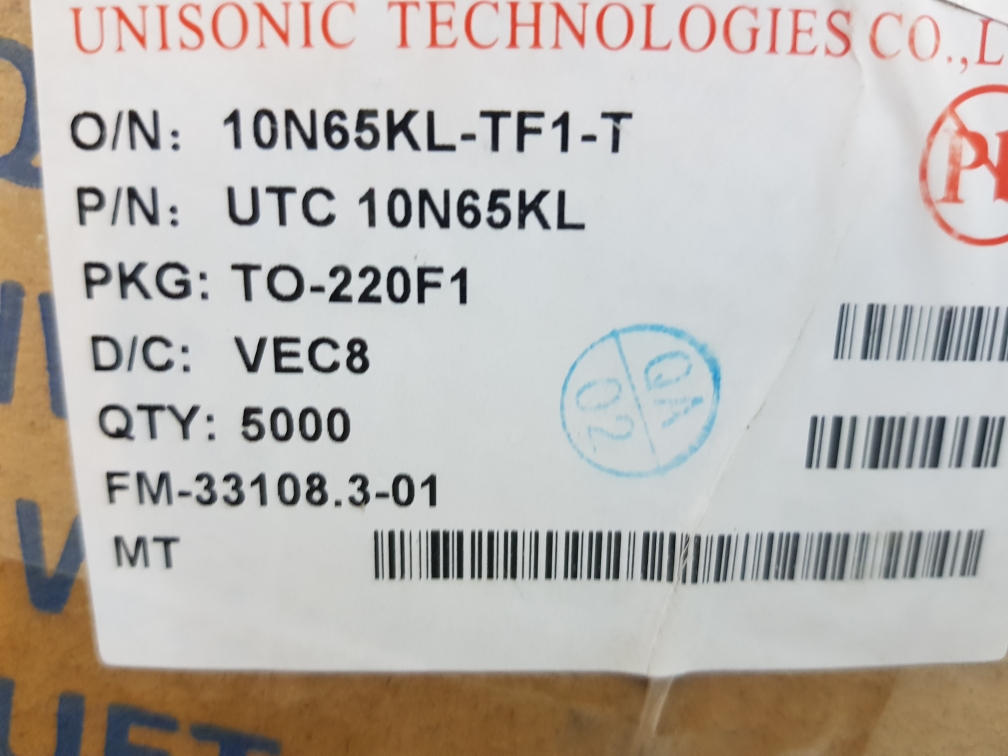 UNISONIC TECHNOLOGIES CO.,L
O/N: 10N65KL-TF1-T
P/N: UTC 10N65KL
PKG: TO-220F1
D/C: VEC8
QTY: 5000
FM-33108.3-01
MT
QA
02